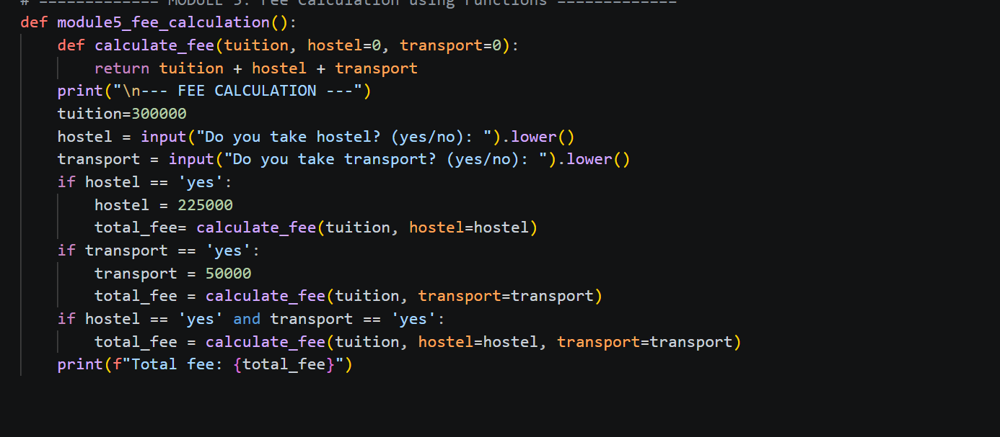 # ============= MODULE 5: Fee Calculation using Functions =============
def module5_fee_calculation():
    def calculate_fee(tuition, hostel=0, transport=0):
        return tuition + hostel + transport
    print("\n--- FEE CALCULATION ---")
    tuition=300000
    hostel = input("Do you take hostel? (yes/no): ").lower()
    transport = input("Do you take transport? (yes/no): ").lower()
    if hostel == 'yes':
        hostel = 225000
        total_fee= calculate_fee(tuition, hostel=hostel)
    if transport == 'yes':
        transport = 50000
        total_fee = calculate_fee(tuition, transport=transport)
    if hostel == 'yes' and transport == 'yes':
        total_fee = calculate_fee(tuition, hostel=hostel, transport=transport)
    print(f"Total fee: {total_fee}")